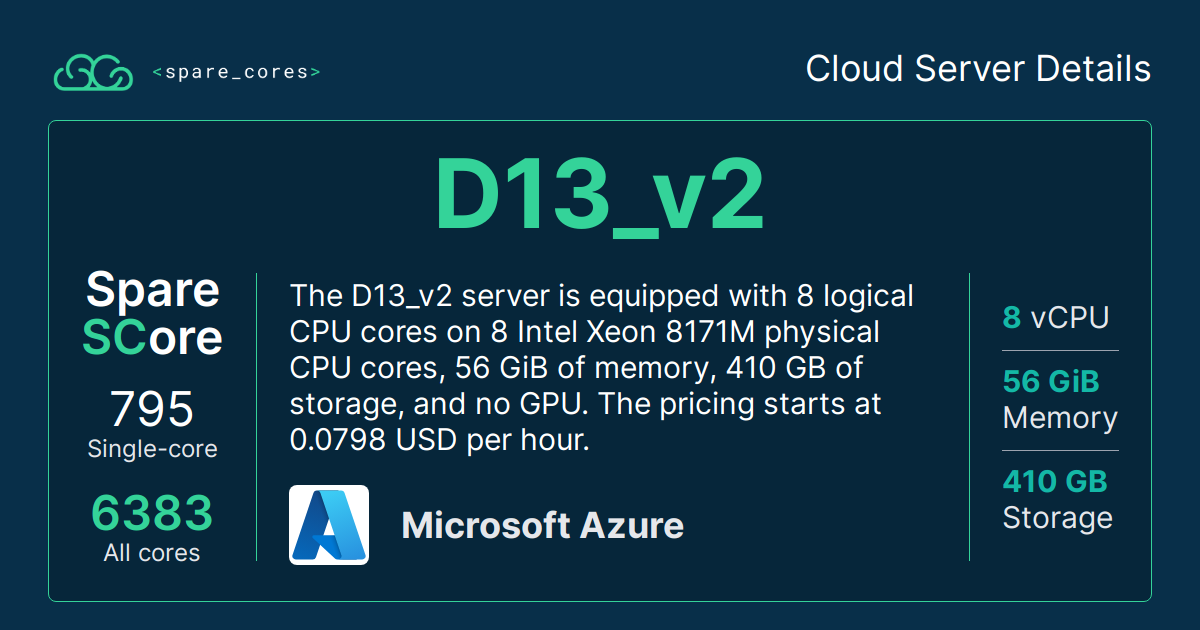 <spare_cores>
Cloud Server Details
D13_v2
Spare
SCore
795
Single-core
6383
All cores
The D13_v2 server is equipped with 8 logical
CPU cores on 8 Intel Xeon 8171M physical
CPU cores, 56 GiB of memory, 410 GB of
storage, and no GPU. The pricing starts at
0.0798 USD per hour.
Microsoft Azure
8 vCPU
56 GiB
Memory
410 GB
Storage